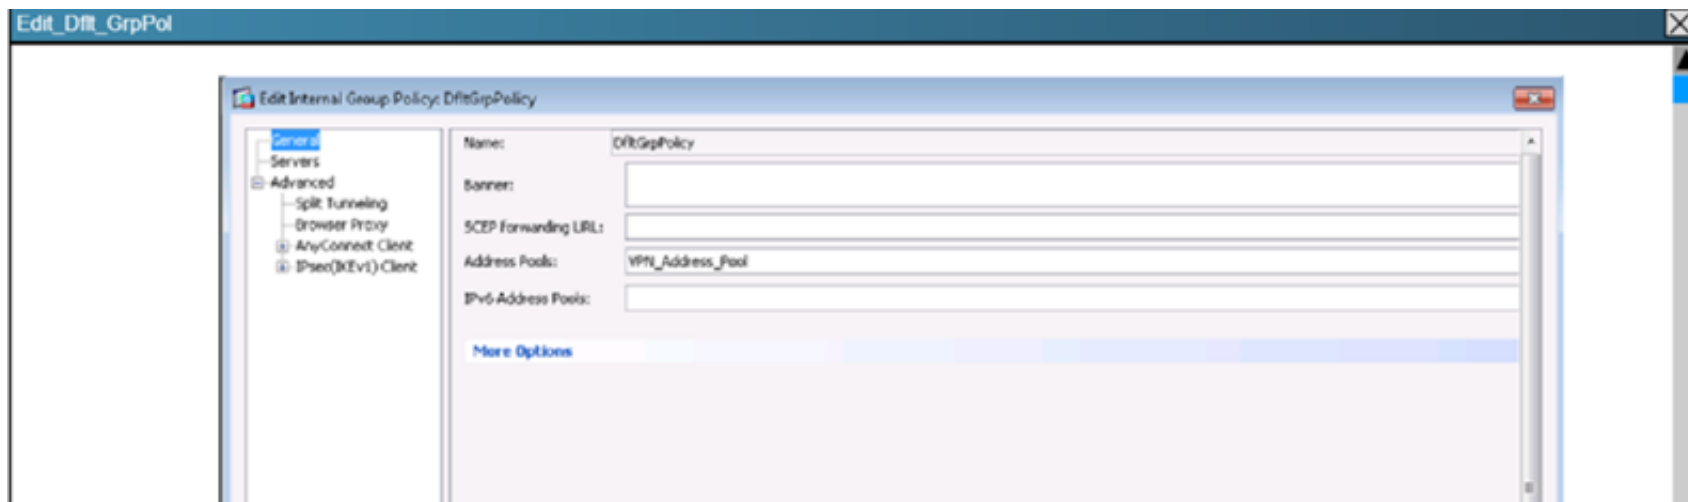 Edit_Dflt_GrpPol
Edit Internal Group Policy: DfltGrpPolicy
General
Servers
Advanced
Split Tunneling
Browser Proxy
AnyConnect Client
IPsec(IKEv1) Client
Name: DfltGrpPolicy
Banner:
SCEP forwarding URL:
Address Pools: VPN_Address_Pool
IPv6 Address Pools:
More Options